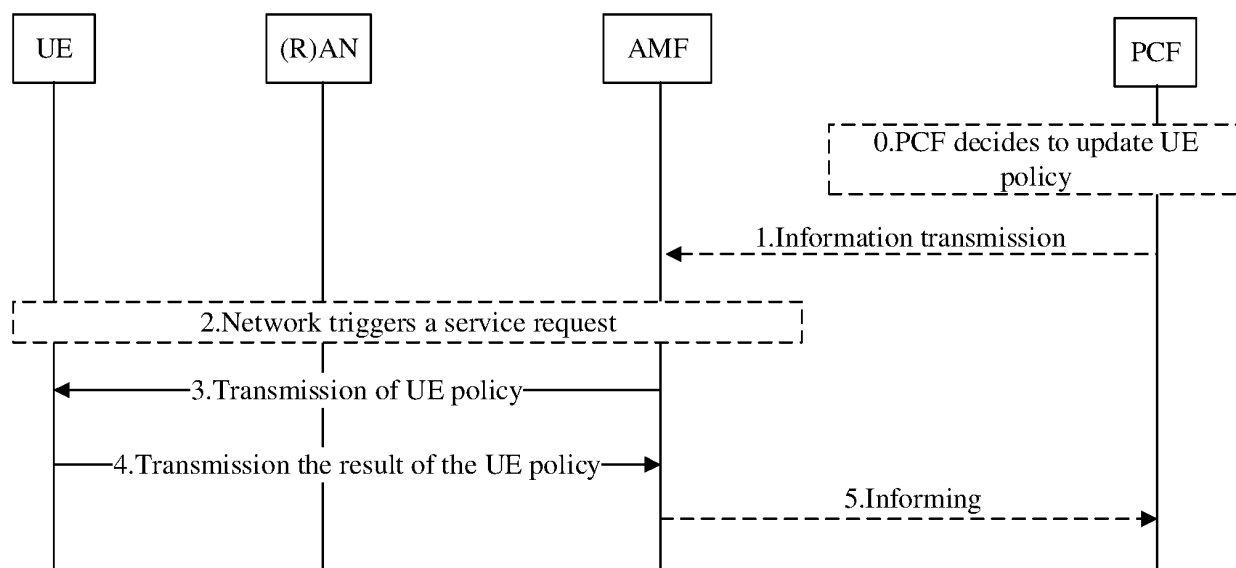 UE
(R)AN
AMF
PCF
0.PCF decides to update UE
policy
1.Information transmission
2.Network triggers a service request
3.Transmission of UE policy
4.Transmission the result of the UE policy
5.Informing